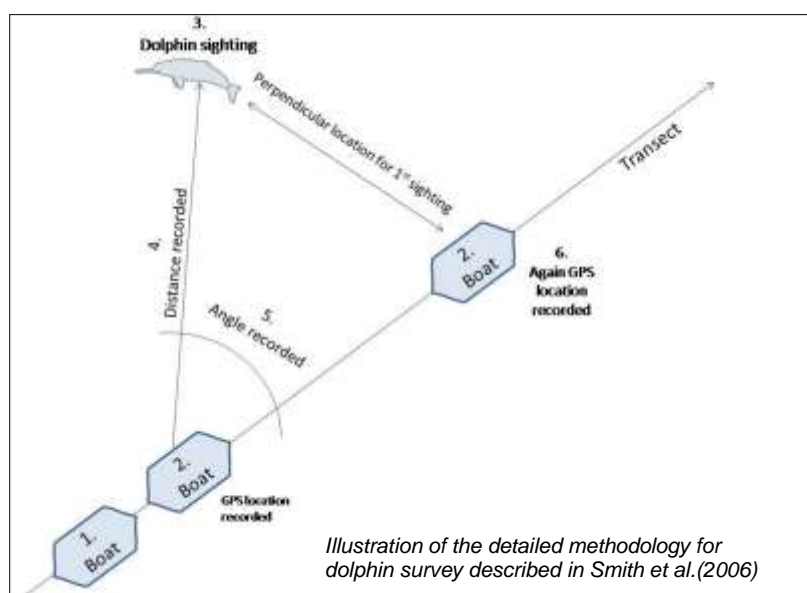 3.
Dolphin sighting
Perpendicular location for 1st sighting
Transect
4.
Distance recorded
5.
Angle recorded
2.
Boat
6.
Again GPS
location
recorded
2.
Boat
GPS location
recorded
1.
Boat
Illustration of the detailed methodology for
dolphin survey described in Smith et al.(2006)